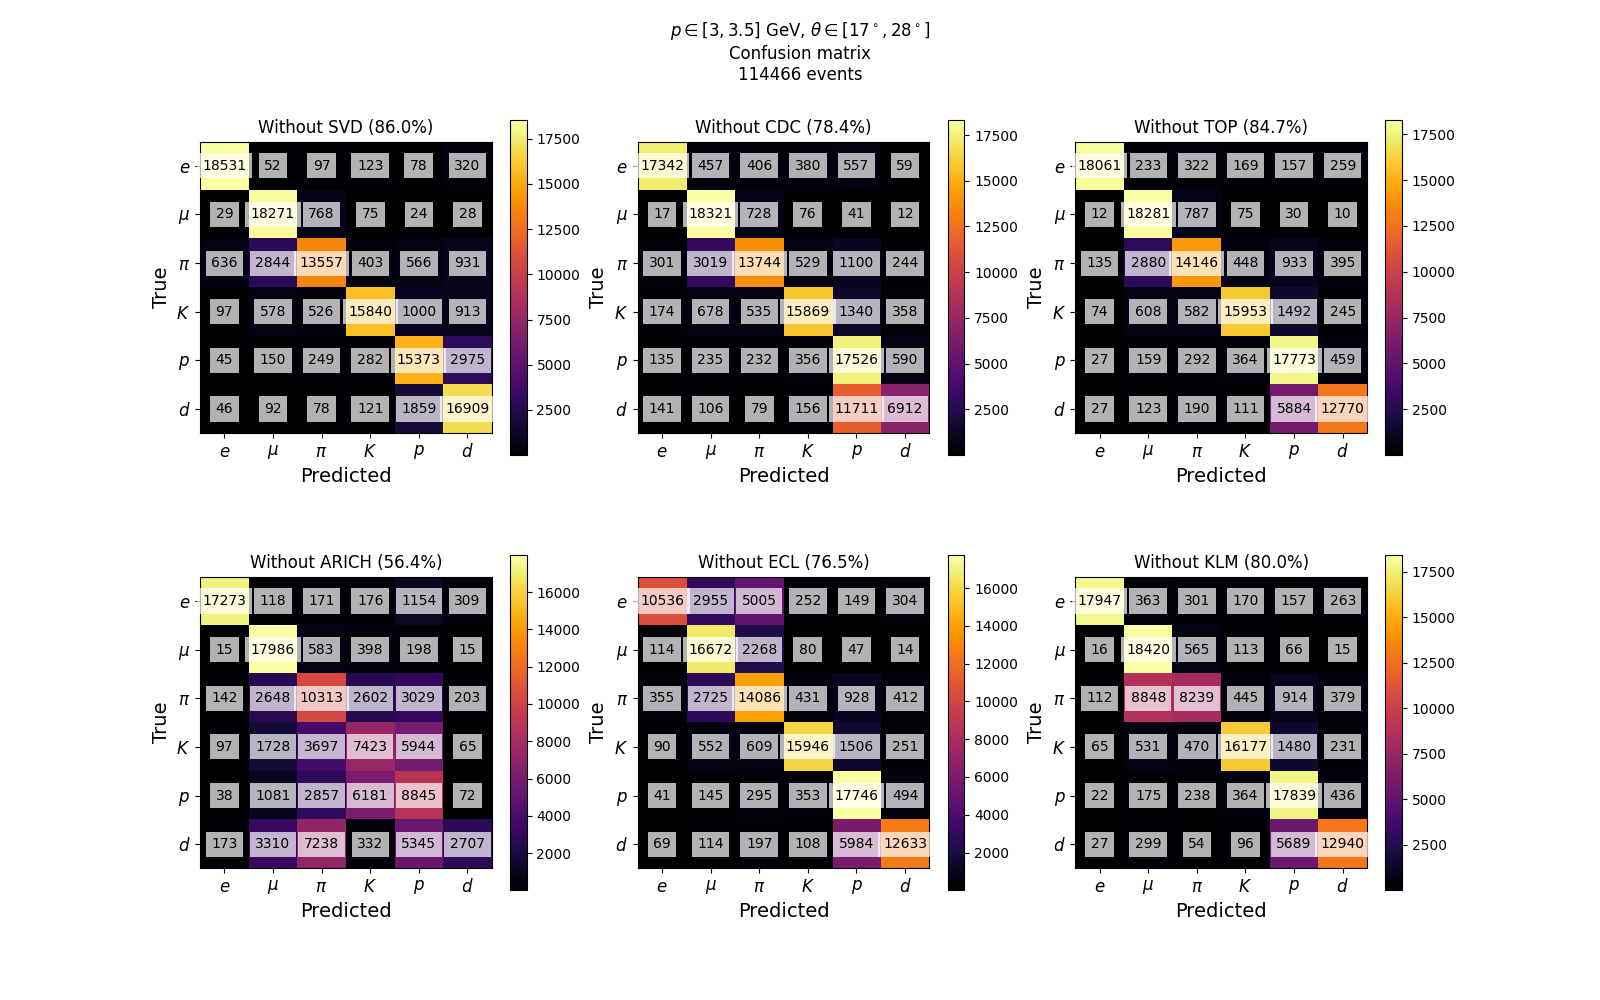 p ∈ [3, 3.5] GeV, θ ∈ [17°, 28°]
Confusion matrix
114466 events
Without SVD (86.0%)
e 18531 52 97 123 78 320
μ 29 18271 768 75 24 28
π 636 2844 13557 403 566 931
K 97 578 526 15840 1000 913
p 45 150 249 282 15373 2975
d 46 92 78 121 1859 16909
e μ π K p d
Predicted
True
17500
15000
12500
10000
7500
5000
2500
Without CDC (78.4%)
e 17342 457 406 380 557 59
μ 17 18321 728 76 41 12
π 301 3019 13744 529 1100 244
K 174 678 535 15869 1340 358
p 135 235 232 356 17526 590
d 141 106 79 156 11711 6912
e μ π K p d
Predicted
True
17500
15000
12500
10000
7500
5000
2500
Without TOP (84.7%)
e 18061 233 322 169 157 259
μ 12 18281 787 75 30 10
π 135 2880 14146 448 933 395
K 74 608 582 15953 1492 245
p 27 159 292 364 17773 459
d 27 123 190 111 5884 12770
e μ π K p d
Predicted
True
17500
15000
12500
10000
7500
5000
2500
Without ARICH (56.4%)
e 17273 118 171 176 1154 309
μ 15 17986 583 398 198 15
π 142 2648 10313 2602 3029 203
K 97 1728 3697 7423 5944 65
p 38 1081 2857 6181 8845 72
d 173 3310 7238 332 5345 2707
e μ π K p d
Predicted
True
16000
14000
12000
10000
8000
6000
4000
2000
Without ECL (76.5%)
e 10536 2955 5005 252 149 304
μ 114 16672 2268 80 47 14
π 355 2725 14086 431 928 412
K 90 552 609 15946 1506 251
p 41 145 295 353 17746 494
d 69 114 197 108 5984 12633
e μ π K p d
Predicted
True
16000
14000
12000
10000
8000
6000
4000
2000
Without KLM (80.0%)
e 17947 363 301 170 157 263
μ 16 18420 565 113 66 15
π 112 8848 8239 445 914 379
K 65 531 470 16177 1480 231
p 22 175 238 364 17839 436
d 27 299 54 96 5689 12940
e μ π K p d
Predicted
True
17500
15000
12500
10000
7500
5000
2500